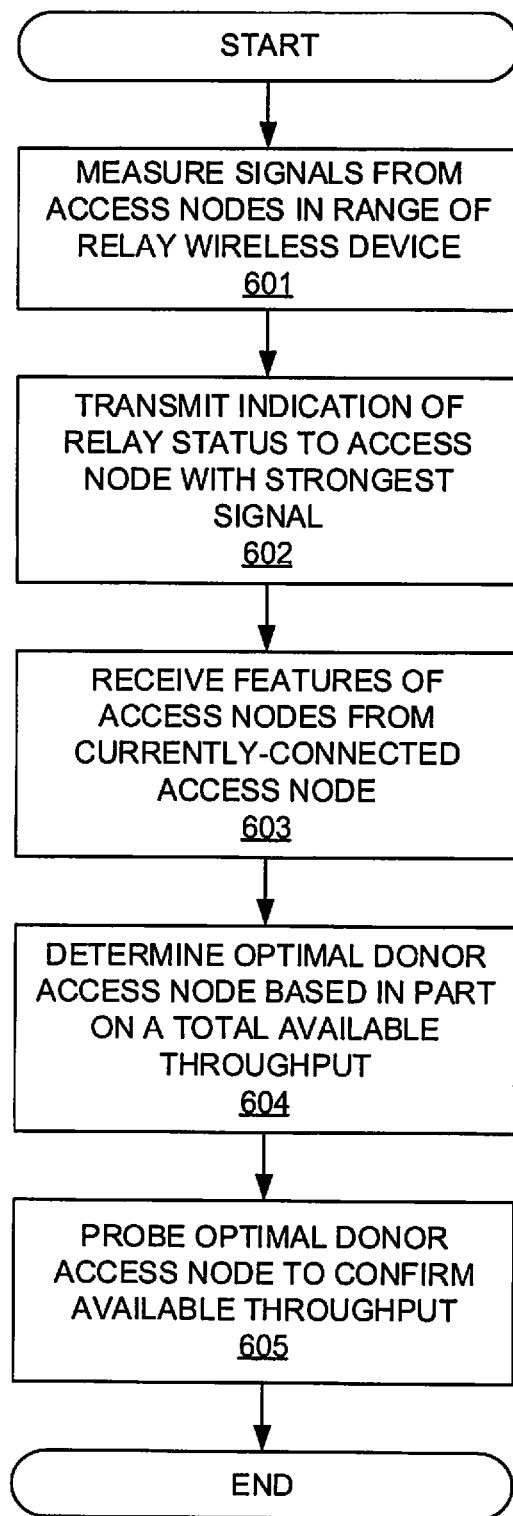 START
MEASURE SIGNALS FROM
ACCESS NODES IN RANGE OF
RELAY WIRELESS DEVICE
601
TRANSMIT INDICATION OF
RELAY STATUS TO ACCESS
NODE WITH STRONGEST
SIGNAL
602
RECEIVE FEATURES OF
ACCESS NODES FROM
CURRENTLY-CONNECTED
ACCESS NODE
603
DETERMINE OPTIMAL DONOR
ACCESS NODE BASED IN PART
ON A TOTAL AVAILABLE
THROUGHPUT
604
PROBE OPTIMAL DONOR
ACCESS NODE TO CONFIRM
AVAILABLE THROUGHPUT
605
END